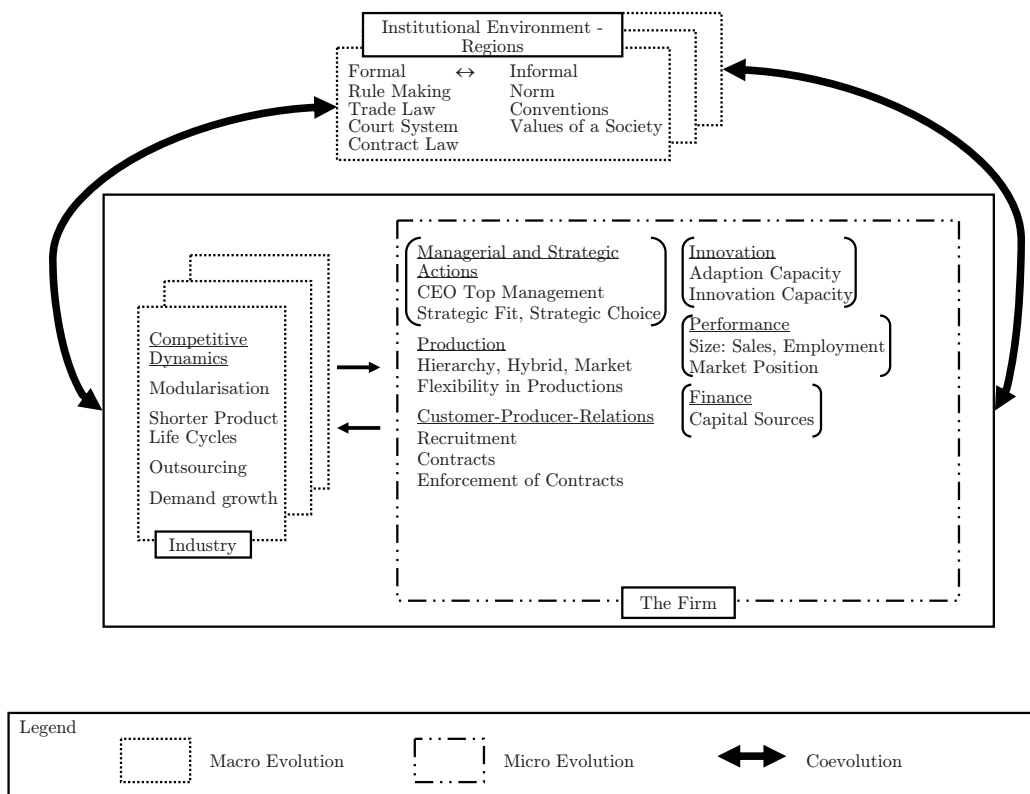 Institutional Environment -
Regions
Formal ↔ Informal
Rule Making Norm
Trade Law Conventions
Court System Values of a Society
Contract Law
Competitive
Dynamics
Modularisation
Shorter Product
Life Cycles
Outsourcing
Demand growth
Industry
Managerial and Strategic
Actions
CEO Top Management
Strategic Fit, Strategic Choice
Production
Hierarchy, Hybrid, Market
Flexibility in Productions
Customer-Producer-Relations
Recruitment
Contracts
Enforcement of Contracts
Innovation
Adaption Capacity
Innovation Capacity
Performance
Size: Sales, Employment
Market Position
Finance
Capital Sources
The Firm
Legend
Macro Evolution
Micro Evolution
Coevolution